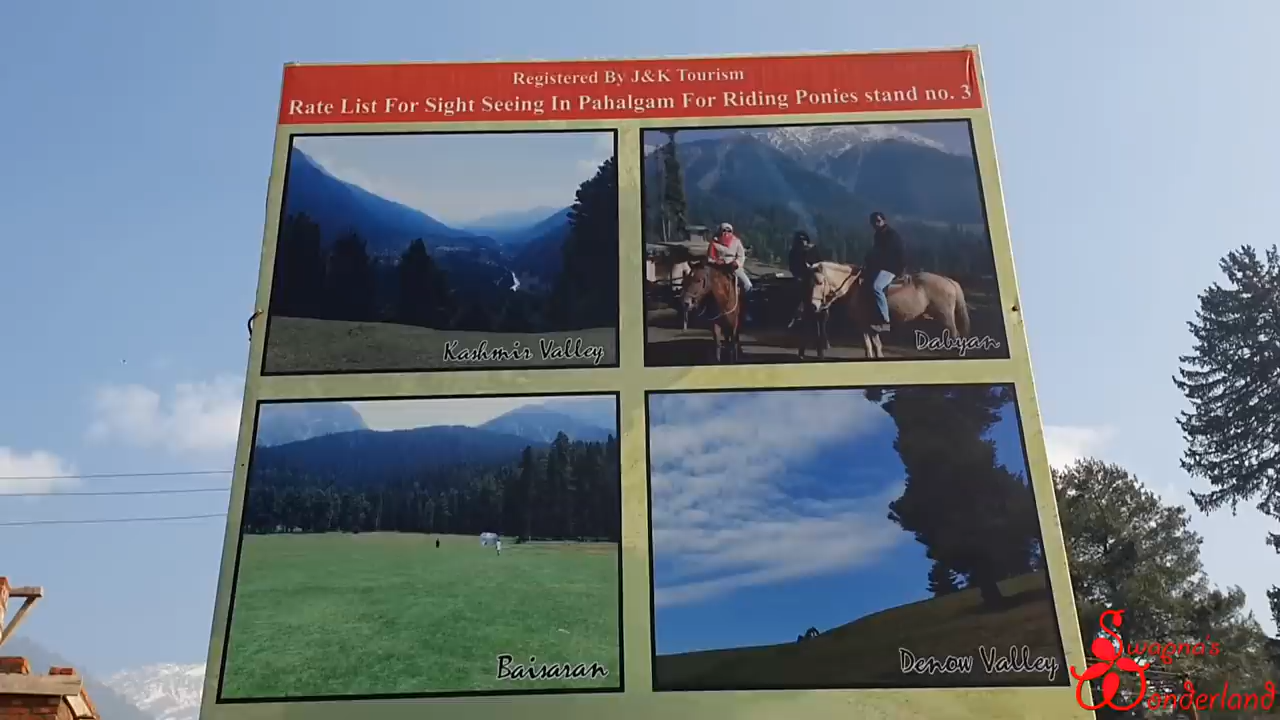 Registered By J&K Tourism
Rate List For Sight Seeing In Pahalgam For Riding Ponies stand no. 3
Kashmir Valley
Dabyan
Baisaran
Denow Valley
Swapna's
Wonderland